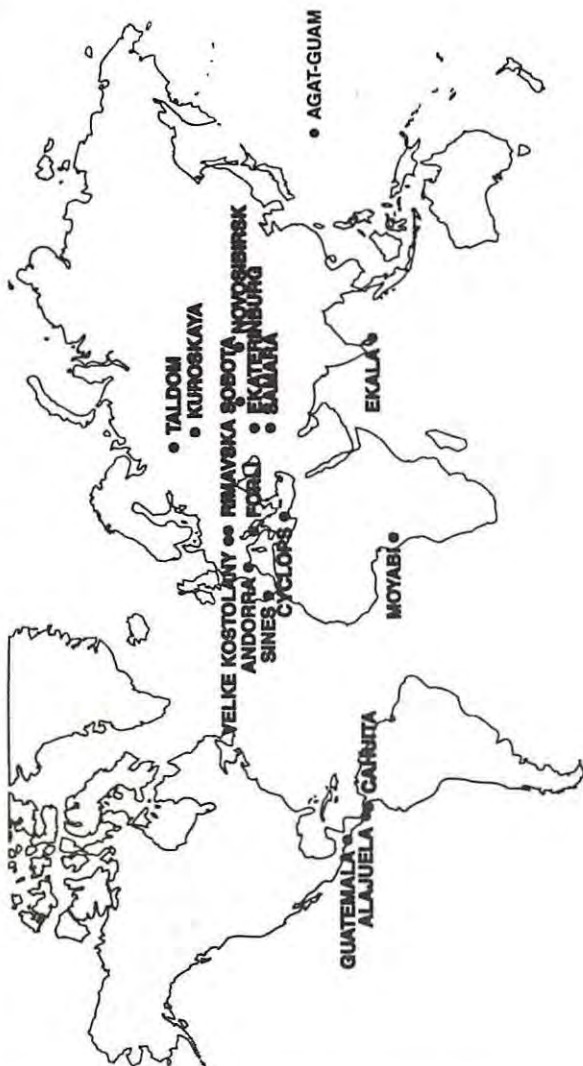 TALDOM
KUROSKAYA
VELKE KOSTOLANY
RIMAVSKA SOBOTA
NOVOSIBIRSK
ANDORRA
FORLI
EKATERINBURG
SINES
SAMARA
CYCLOPS
AGAT-GUAM
EKALA
MOYABI
GUATEMALA
ALAJUELA
CAHUITA